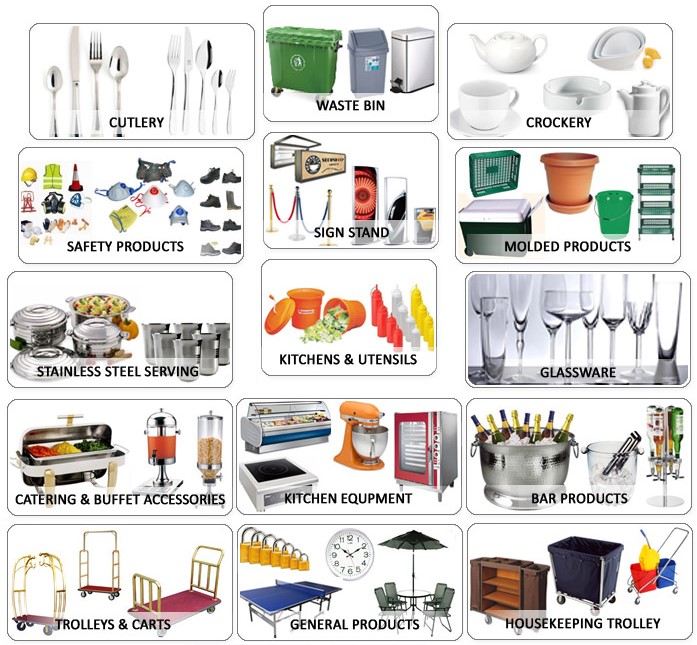 CUTLERY
WASTE BIN
CROCKERY
SAFETY PRODUCTS
SIGN STAND
MOLDED PRODUCTS
STAINLESS STEEL SERVING
KITCHENS & UTENSILS
GLASSWARE
CATERING & BUFFET ACCESSORIES
KITCHEN EQUPMENT
BAR PRODUCTS
TROLLEYS & CARTS
GENERAL PRODUCTS
HOUSEKEEPING TROLLEY